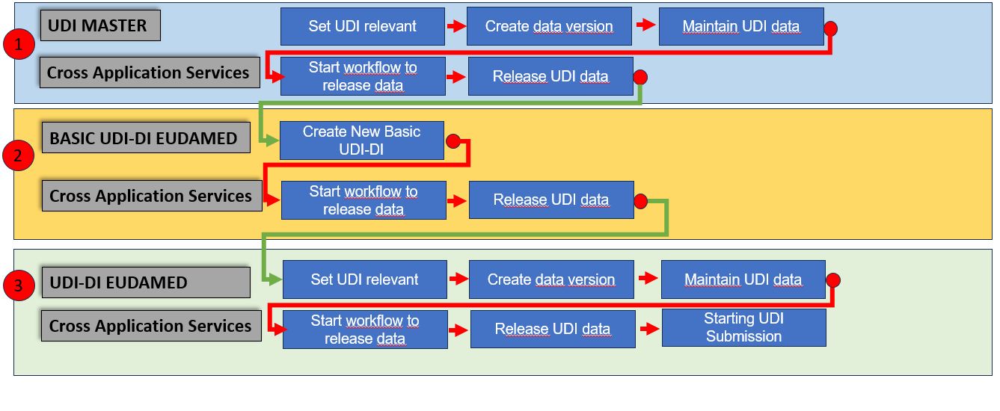 UDI MASTER
Set UDI relevant
Create data version
Maintain UDI data
1
Cross Application Services
Start workflow to
release data
Release UDI data
BASIC UDI-DI EUDAMED
Create New Basic
UDI-DI
2
Cross Application Services
Start workflow to
release data
Release UDI data
3
UDI-DI EUDAMED
Set UDI relevant
Create data version
Maintain UDI data
Cross Application Services
Start workflow to
release data
Release UDI data
Starting UDI
Submission